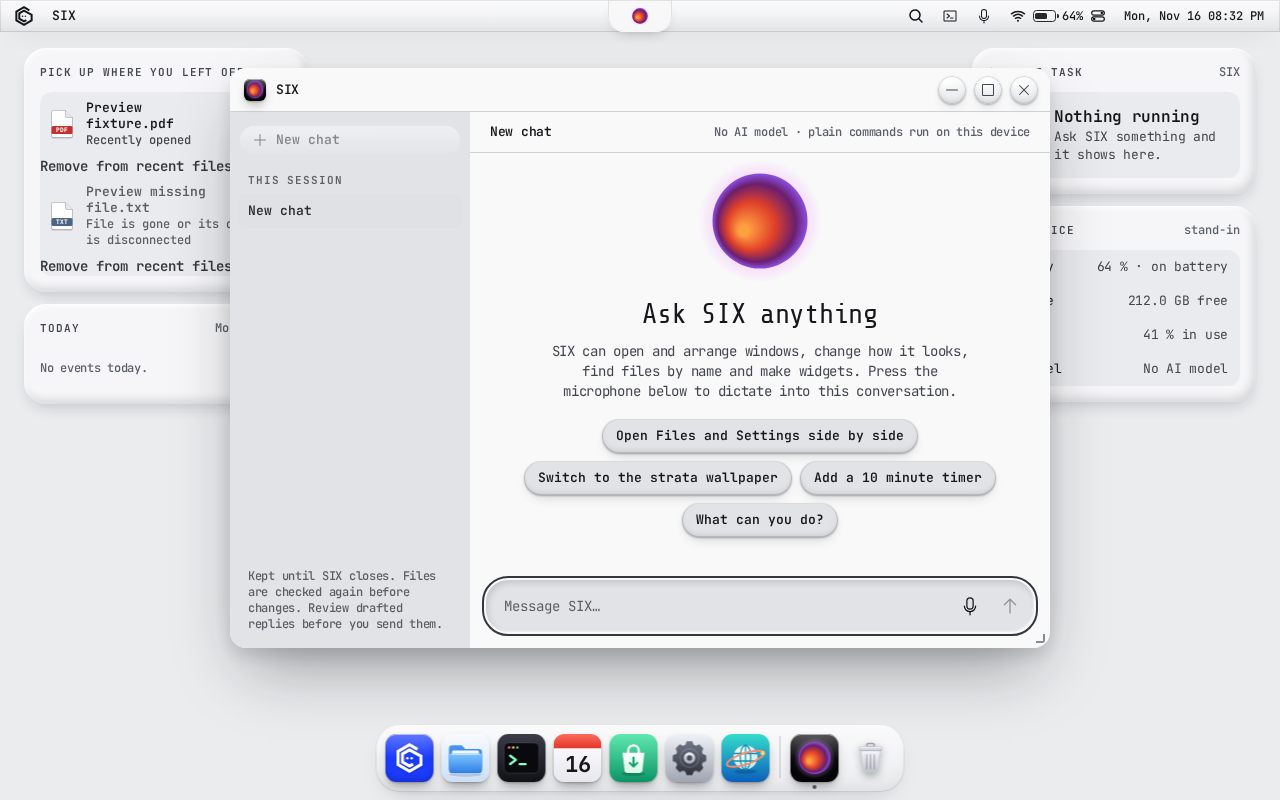 SIX
64%
Mon, Nov 16 08:32 PM
PICK UP WHERE YOU LEFT OFF
Preview
fixture.pdf
Recently opened
Remove from recent files
Preview missing
file.txt
File is gone or its
is disconnected
Remove from recent files
PDF
TXT
TODAY
No events today.
SIX
New chat
THIS SESSION
New chat
Kept until SIX closes. Files
are checked again before
changes. Review drafted
replies before you send them.
New chat
No AI model · plain commands run on this device
Ask SIX anything
SIX can open and arrange windows, change how it looks,
find files by name and make widgets. Press the
microphone below to dictate into this conversation.
Open Files and Settings side by side
Switch to the strata wallpaper
Add a 10 minute timer
What can you do?
Message SIX…
TASK
SIX
Nothing running
Ask SIX something and
it shows here.
stand-in
64 % · on battery
212.0 GB free
41 % in use
No AI model
16